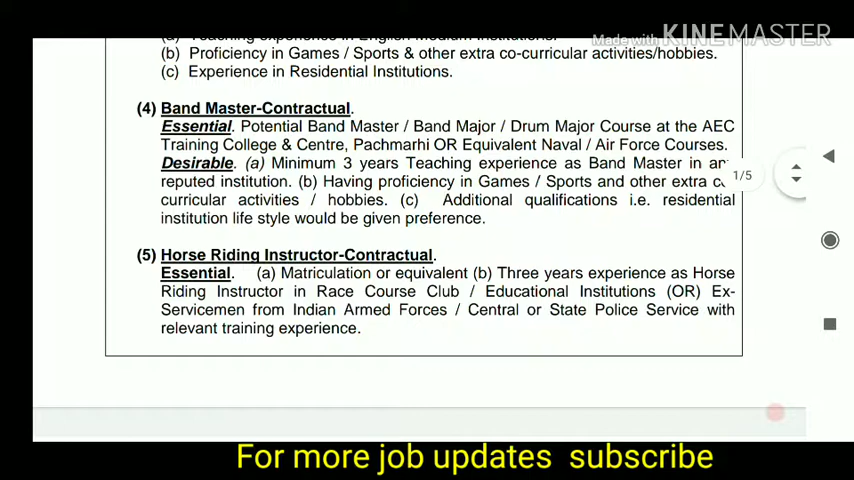 (a) Teaching experience in English Medium Institutions.
Made with KINEMASTER
(b) Proficiency in Games / Sports & other extra co-curricular activities/hobbies.
(c) Experience in Residential Institutions.
(4) Band Master-Contractual.
Essential. Potential Band Master / Band Major / Drum Major Course at the AEC
Training College & Centre, Pachmarhi OR Equivalent Naval / Air Force Courses.
Desirable. (a) Minimum 3 years Teaching experience as Band Master in
reputed institution. (b) Having proficiency in Games / Sports and other extra
1/5
curricular activities / hobbies. (c) Additional qualifications i.e. residential
institution life style would be given preference.
(5) Horse Riding Instructor-Contractual.
Essential. (a) Matriculation or equivalent (b) Three years experience as Horse
Riding Instructor in Race Course Club / Educational Institutions (OR) Ex-
Servicemen from Indian Armed Forces / Central or State Police Service with
relevant training experience.
For more job updates subscribe